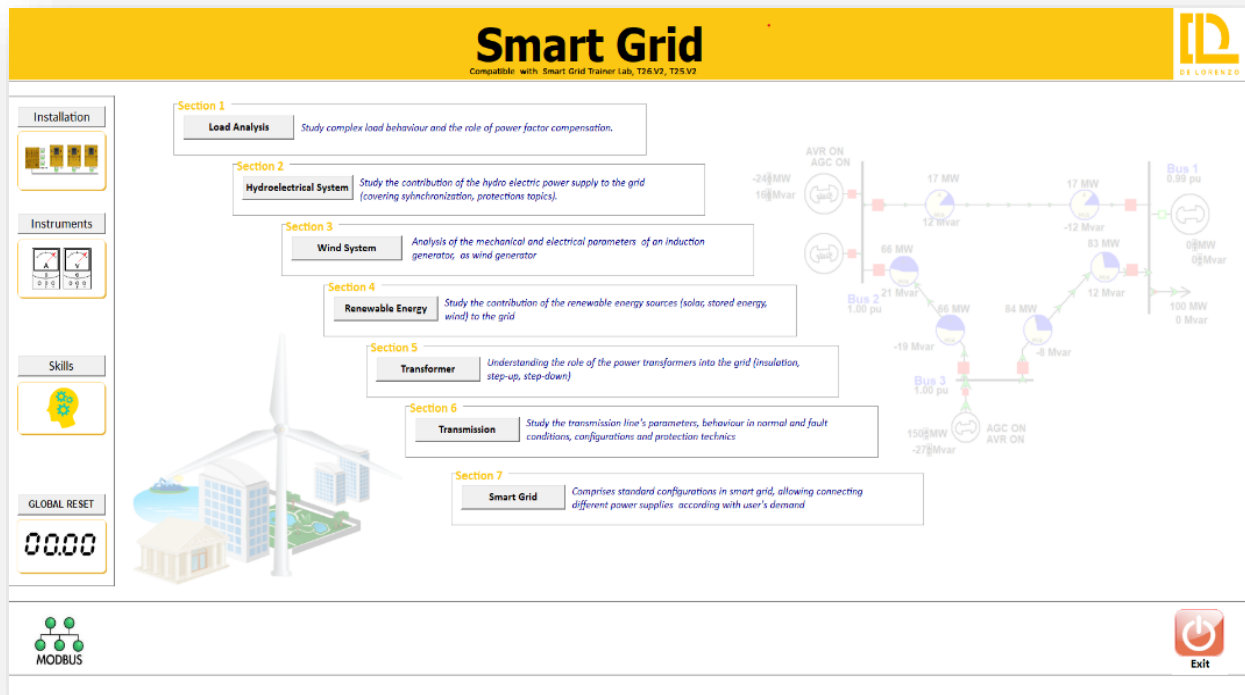 Smart Grid
Compatible with Smart Grid Trainer Lab, T26.V2, T25.V2
DE LORENZO
Installation
Instruments
Skills
GLOBAL RESET
00.00
Section 1
Load Analysis
Study complex load behaviour and the role of power factor compensation.
Section 2
Hydroelectrical System
Study the contribution of the hydro electric power supply to the grid
(covering syhnchronization, protections topics).
Section 3
Wind System
Analysis of the mechanical and electrical parameters of an induction
generator, as wind generator
Section 4
Renewable Energy
Study the contribution of the renewable energy sources (solar, stored energy,
wind) to the grid
Section 5
Transformer
Understanding the role of the power transformers into the grid (insulation,
step-up, step-down)
Section 6
Transmission
Study the transmission line's parameters, behaviour in normal and fault
conditions, configurations and protection technics
Section 7
Smart Grid
Comprises standard configurations in smart grid, allowing connecting
different power supplies according with user's demand
AVR ON
AGC ON
Bus 1
0.99 pu
17 MW
12 Mvar
17 MW
-12 Mvar
66 MW
21 Mvar
83 MW
12 Mvar
Bus 2
1.00 pu
66 MW
-19 Mvar
84 MW
-8 Mvar
100 MW
0 Mvar
Bus 3
1.00 pu
AGC ON
AVR ON
MODBUS
Exit